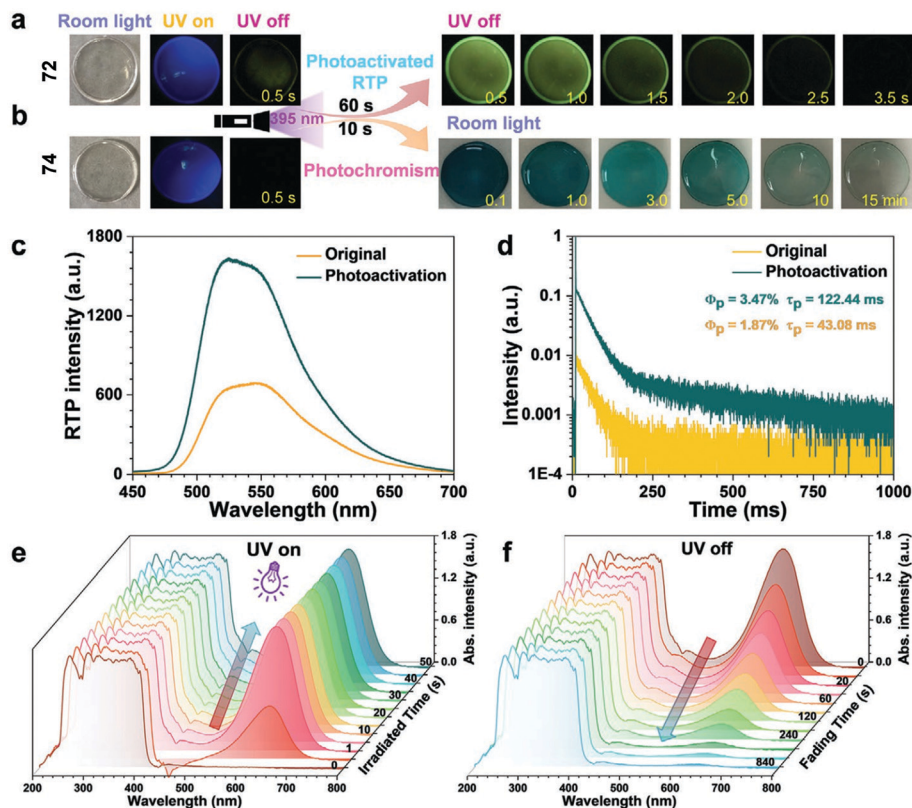 a
Room light UV on UV off UV off
72
0.5 s
Photoactivated
RTP
0.5 1.0 1.5 2.0 2.5 3.5 s
60 s
395 nm
10 s
b
Room light
74
0.5 s
Photochromism
0.1 1.0 3.0 5.0 10 15 min
c
RTP intensity (a.u.)
1800
1200
600
0
Original
Photoactivation
450 500 550 600 650 700
Wavelength (nm)
d
Intensity (a.u.)
1
0.1
0.01
0.001
1E-4
Original
Photoactivation
Φp = 3.47% τp = 122.44 ms
Φp = 1.87% τp = 43.08 ms
0 250 500 750 1000
Time (ms)
e
UV on
1.8
1.2
0.6
0.0
Abs. intensity (a.u.)
50
40
30
20
10
1
0
Irradiated Time (s)
200 300 400 500 600 700 800
Wavelength (nm)
f
UV off
1.8
1.2
0.6
0.0
Abs. intensity (a.u.)
0
20
60
120
240
840
Fading Time (s)
200 300 400 500 600 700 800
Wavelength (nm)